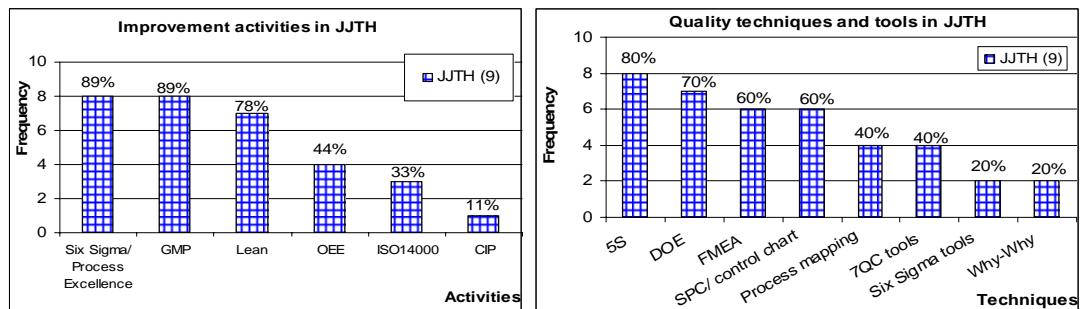 Improvement activities in JJTH
JJTH (9)
Frequency
10
8
6
4
2
0
89%
89%
78%
44%
33%
11%
Six Sigma/
Process
Excellence
GMP
Lean
OEE
ISO14000
CIP
Activities
Quality techniques and tools in JJTH
JJTH (9)
Frequency
10
8
6
4
2
0
80%
70%
60%
60%
40%
40%
20%
20%
5S
DOE
FMEA
SPC/ control chart
Process mapping
7QC tools
Six Sigma tools
Why-Why
Techniques